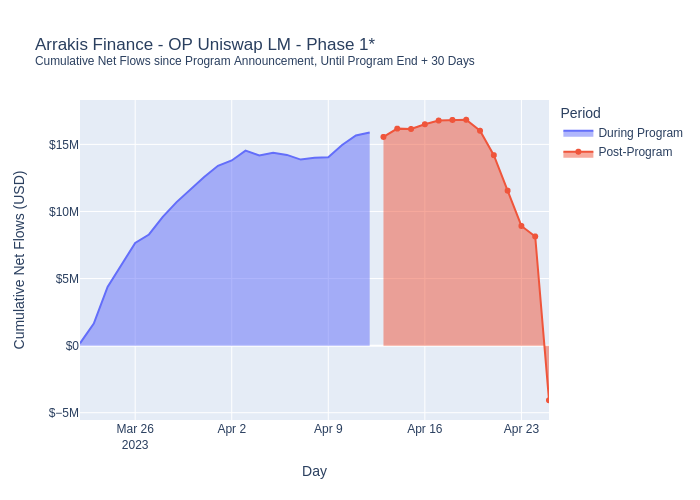 Arrakis Finance - OP Uniswap LM - Phase 1*
Cumulative Net Flows since Program Announcement, Until Program End + 30 Days
Period
During Program
Post-Program
Cumulative Net Flows (USD)
$15M
$10M
$5M
$0
$−5M
Mar 26
2023
Apr 2
Apr 9
Apr 16
Apr 23
Day